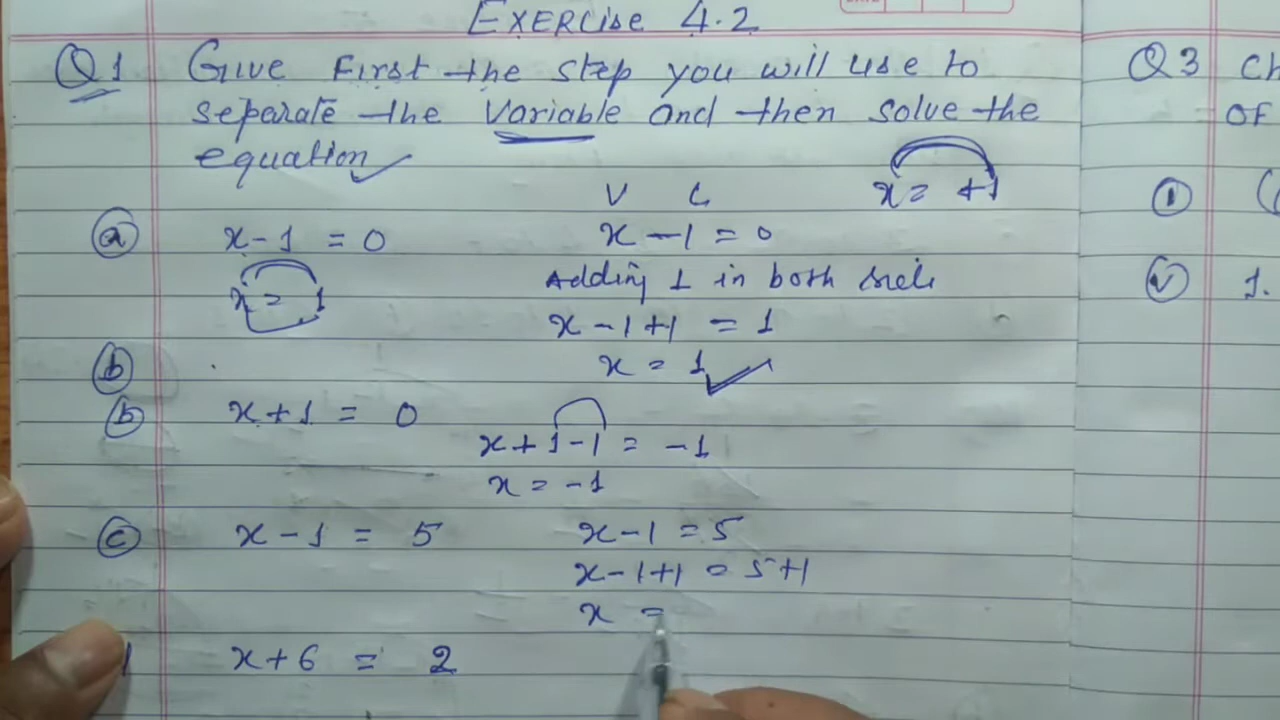 Exercise 4.2
Q1 Give First the step you will use to
separate the variable and then solve the
equation
x = +1
V C
(a) x - 1 = 0
x - 1 = 0
x = 1
Adding 1 in both side
x - 1 + 1 = 1
x = 1
(b)
(b) x + 1 = 0
x + 1 - 1 = -1
x = -1
(c) x - 1 = 5
x - 1 = 5
x - 1 + 1 = 5 + 1
x =
x + 6 = 2
Q3 Ch
OF
(1) (
(v) 1.